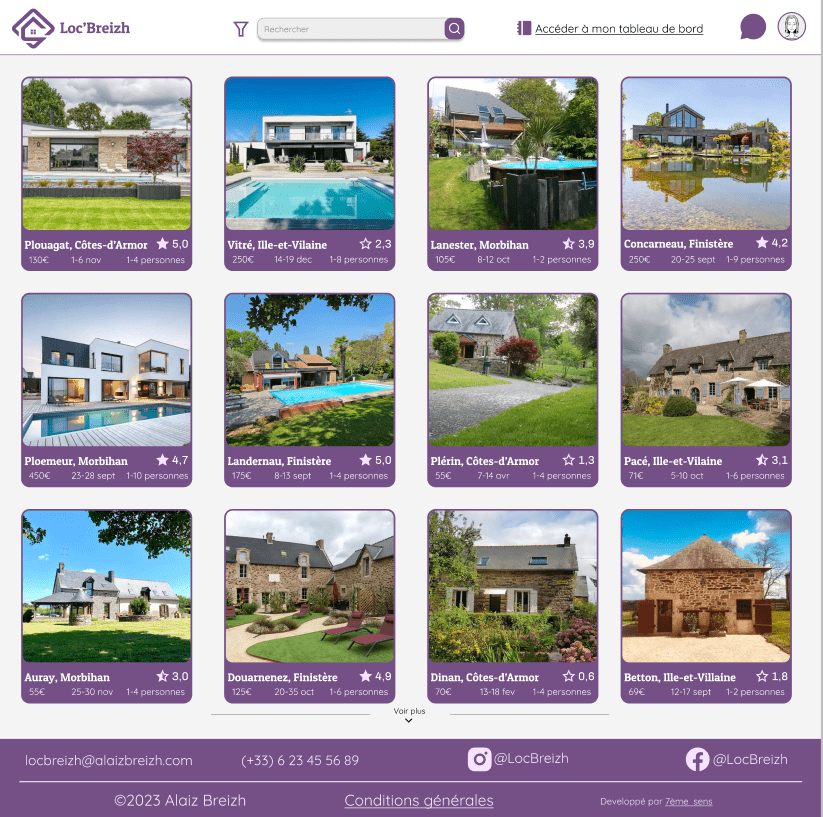 Loc'Breizh
Rechercher
Accéder à mon tableau de bord
Plouagat, Côtes-d'Armor 5,0
130€ 1-6 nov 1-4 personnes
Vitré, Ille-et-Vilaine 2,3
250€ 14-19 dec 1-8 personnes
Lanester, Morbihan 3,9
105€ 8-12 oct 1-2 personnes
Concarneau, Finistère 4,2
250€ 20-25 sept 1-9 personnes
Ploemeur, Morbihan 4,7
450€ 23-28 sept 1-10 personnes
Landernau, Finistère 5,0
175€ 8-13 sept 1-4 personnes
Plérin, Côtes-d'Armor 1,3
55€ 7-14 avr 1-4 personnes
Pacé, Ille-et-Vilaine 3,1
71€ 5-10 oct 1-6 personnes
Auray, Morbihan 3,0
55€ 25-30 nov 1-4 personnes
Douarnenez, Finistère 4,9
125€ 20-35 oct 1-6 personnes
Dinan, Côtes-d'Armor 0,6
70€ 13-18 fev 1-4 personnes
Betton, Ille-et-Villaine 1,8
69€ 12-17 sept 1-2 personnes
Voir plus
locbreizh@alaizbreizh.com
(+33) 6 23 45 56 89
@LocBreizh
@LocBreizh
©2023 Alaiz Breizh
Conditions générales
Developpé par 7ème_sens